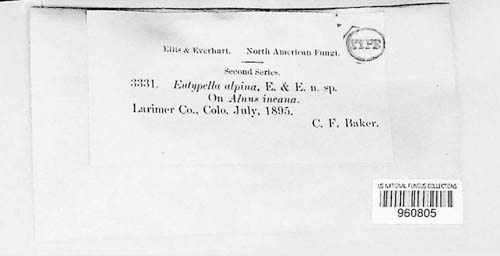 Ellis & Everhart. North American Fungi.
TYPE
Second Series.
3331. Eutypella alpina, E. & E. n. sp.
On Alnus incana.
Larimer Co., Colo. July, 1895.
C. F. Baker.
US NATIONAL FUNGUS COLLECTIONS
960805